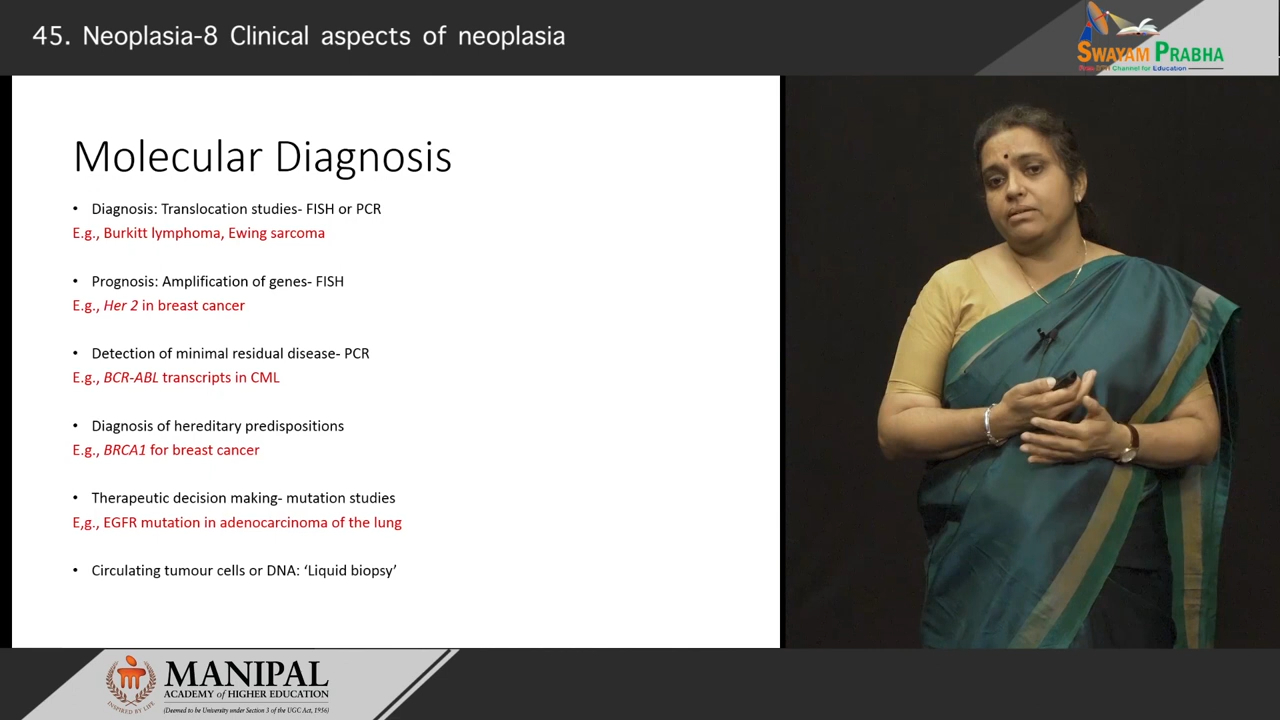 45. Neoplasia-8 Clinical aspects of neoplasia
SWAYAM PRABHA
Channel for Education
Molecular Diagnosis
• Diagnosis: Translocation studies- FISH or PCR
E.g., Burkitt lymphoma, Ewing sarcoma
• Prognosis: Amplification of genes- FISH
E.g., Her 2 in breast cancer
• Detection of minimal residual disease- PCR
E.g., BCR-ABL transcripts in CML
• Diagnosis of hereditary predispositions
E.g., BRCA1 for breast cancer
• Therapeutic decision making- mutation studies
E,g., EGFR mutation in adenocarcinoma of the lung
• Circulating tumour cells or DNA: ‘Liquid biopsy’
INSPIRED BY LIFE
MANIPAL
ACADEMY of HIGHER EDUCATION
(Deemed to be University under Section 3 of the UGC Act, 1956)